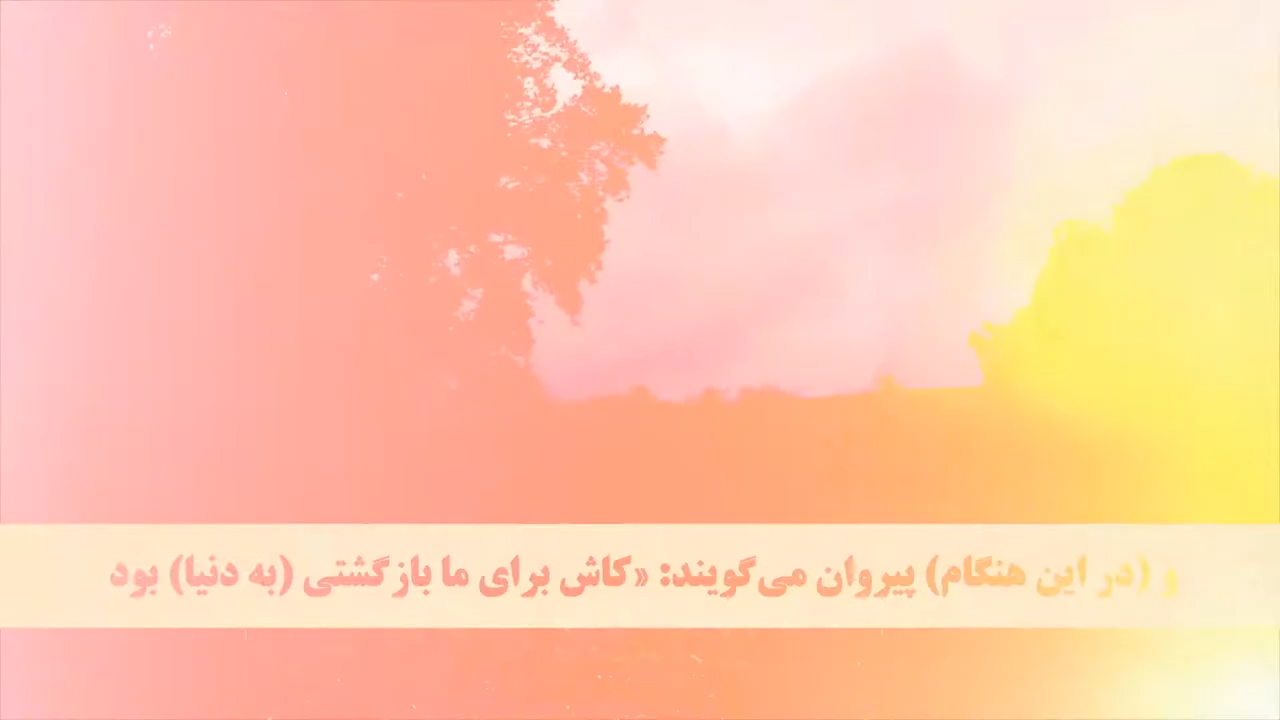 و (در این هنگام) پیروان می‌گویند: «کاش برای ما بازگشتی (به دنیا) بود